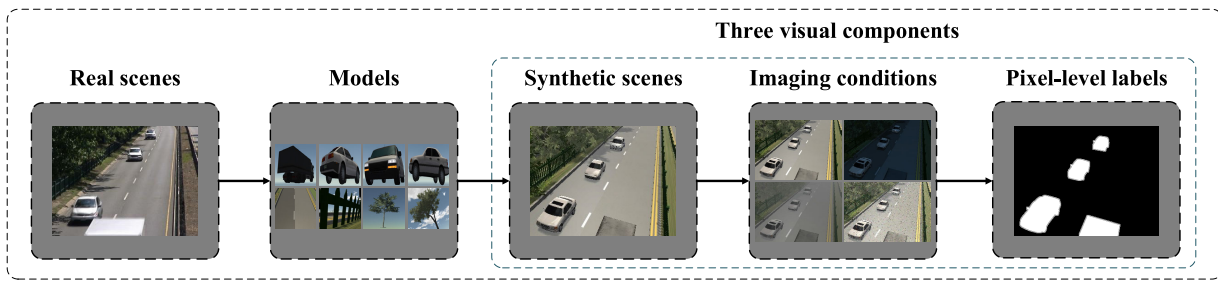 Three visual components
Real scenes
Models
Synthetic scenes
Imaging conditions
Pixel-level labels